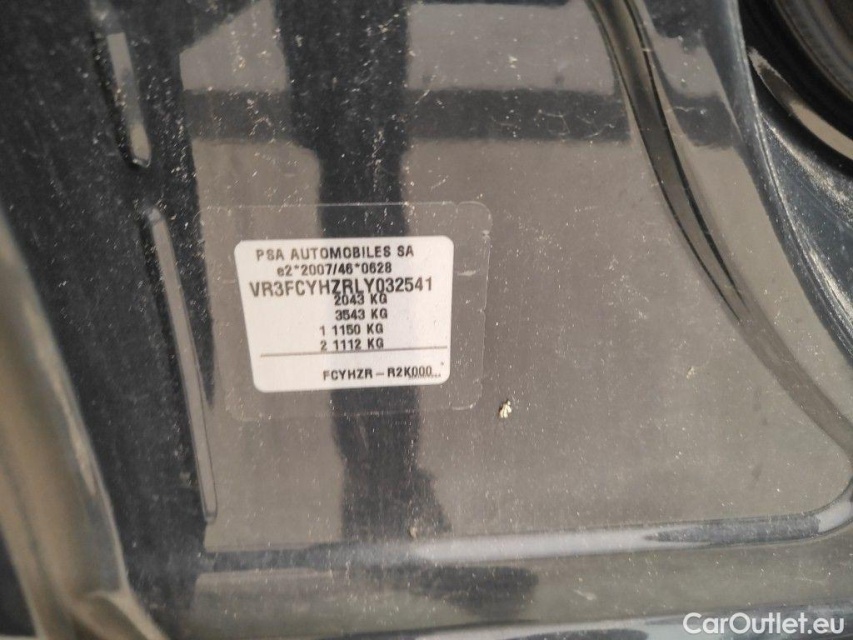 PSA AUTOMOBILES SA
e2*2007/46*0628
VR3FCYHZRLY032541
2043 KG
3543 KG
1 1150 KG
2 1112 KG
FCYHZR - R2K000...
CarOutlet.eu